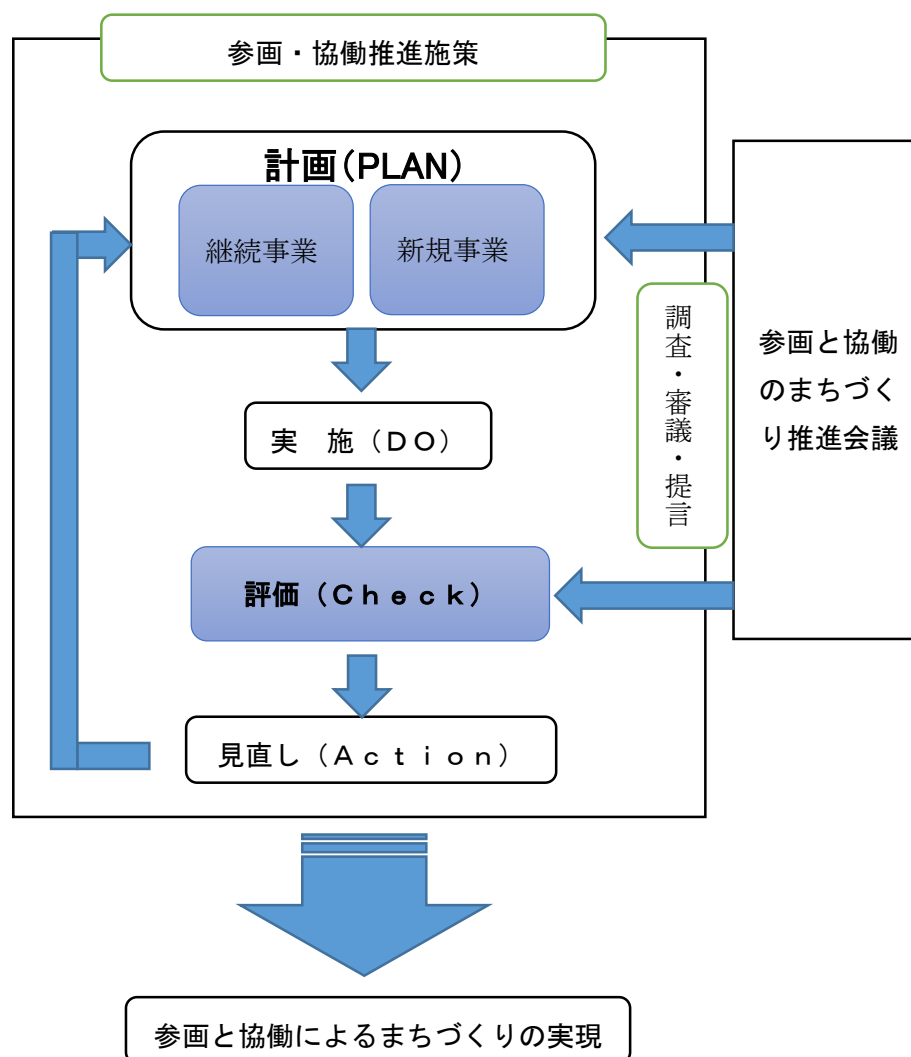 参画・協働推進施策
計画(PLAN)
継続事業
新規事業
実　施（ＤＯ）
評価（Ｃｈｅｃｋ）
見直し（Ａｃｔｉｏｎ）
調査・審議・提言
参画と協働
のまちづく
り推進会議
参画と協働によるまちづくりの実現